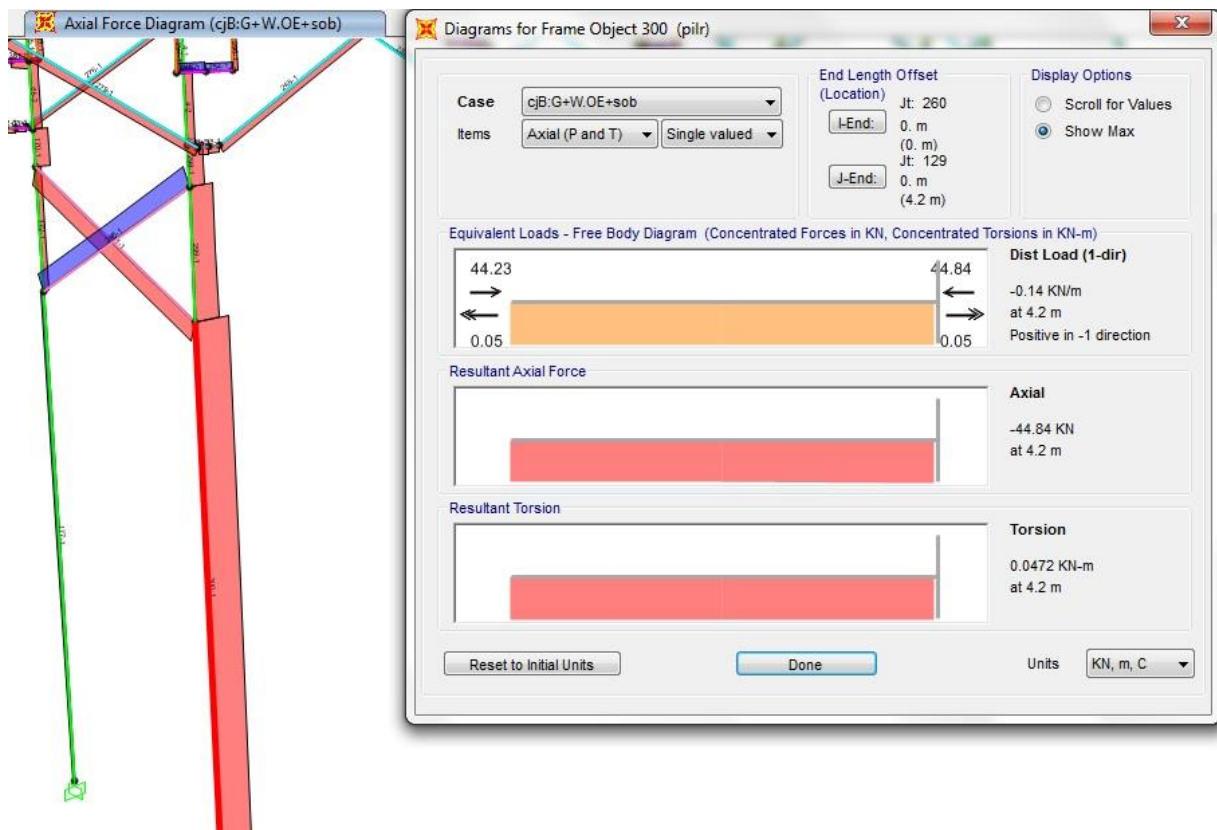 Axial Force Diagram (cjB:G+W.OE+sob)
Diagrams for Frame Object 300 (pilr)
Case
cjB:G+W.OE+sob
Items
Axial (P and T)
Single valued
End Length Offset
(Location)
Jt: 260
I-End:
0. m
(0. m)
Jt: 129
J-End:
0. m
(4.2 m)
Display Options
Scroll for Values
Show Max
Equivalent Loads - Free Body Diagram (Concentrated Forces in KN, Concentrated Torsions in KN-m)
44.23
44.84
0.05
0.05
Dist Load (1-dir)
-0.14 KN/m
at 4.2 m
Positive in -1 direction
Resultant Axial Force
Axial
-44.84 KN
at 4.2 m
Resultant Torsion
Torsion
0.0472 KN-m
at 4.2 m
Reset to Initial Units
Done
Units
KN, m, C